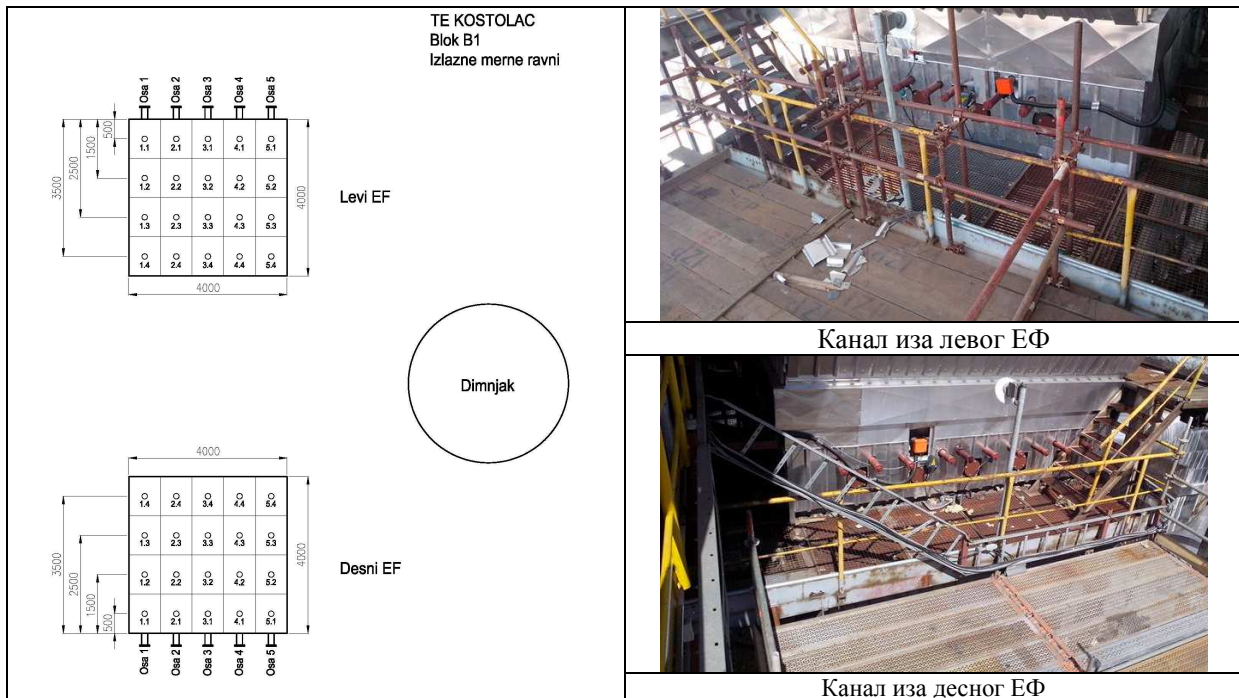 TE KOSTOLAC
Blok B1
Izlazne merne ravni
Osa 1 Osa 2 Osa 3 Osa 4 Osa 5
500
1500
2500
3500
1.1 2.1 3.1 4.1 5.1
1.2 2.2 3.2 4.2 5.2
1.3 2.3 3.3 4.3 5.3
1.4 2.4 3.4 4.4 5.4
4000
4000
Levi EF
Dimnjak
4000
1.4 2.4 3.4 4.4 5.4
1.3 2.3 3.3 4.3 5.3
1.2 2.2 3.2 4.2 5.2
1.1 2.1 3.1 4.1 5.1
3500
2500
1500
500
4000
Desni EF
Osa 1 Osa 2 Osa 3 Osa 4 Osa 5
Канал иза левог ЕФ
Канал иза десног ЕФ